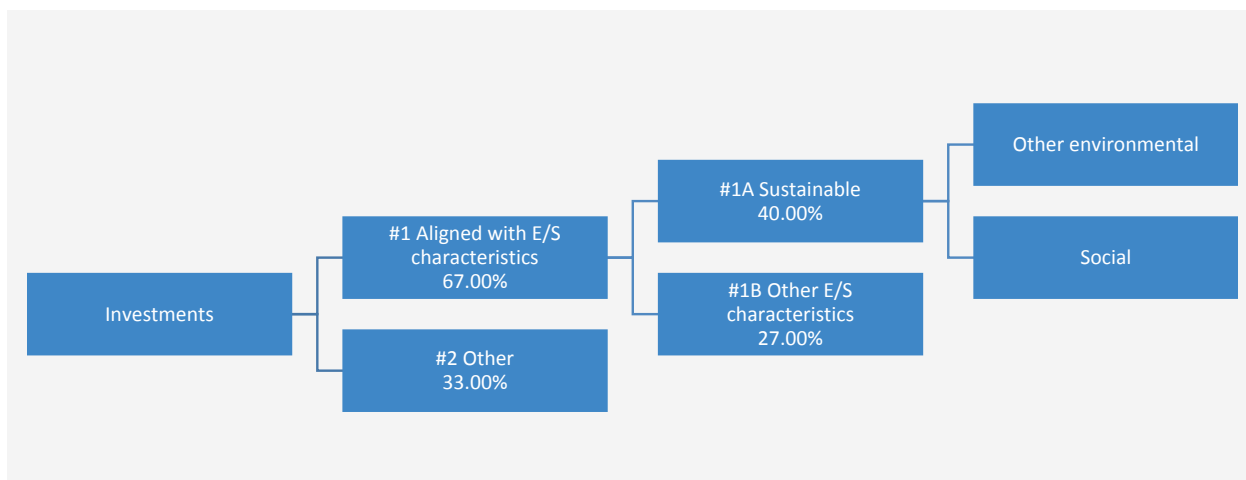 Investments
#1 Aligned with E/S
characteristics
67.00%
#2 Other
33.00%
#1A Sustainable
40.00%
#1B Other E/S
characteristics
27.00%
Other environmental
Social